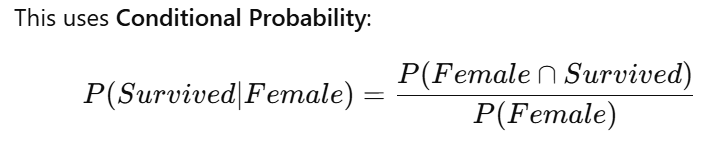 This uses Conditional Probability:
P(Survived|Female) = P(Female ∩ Survived) / P(Female)